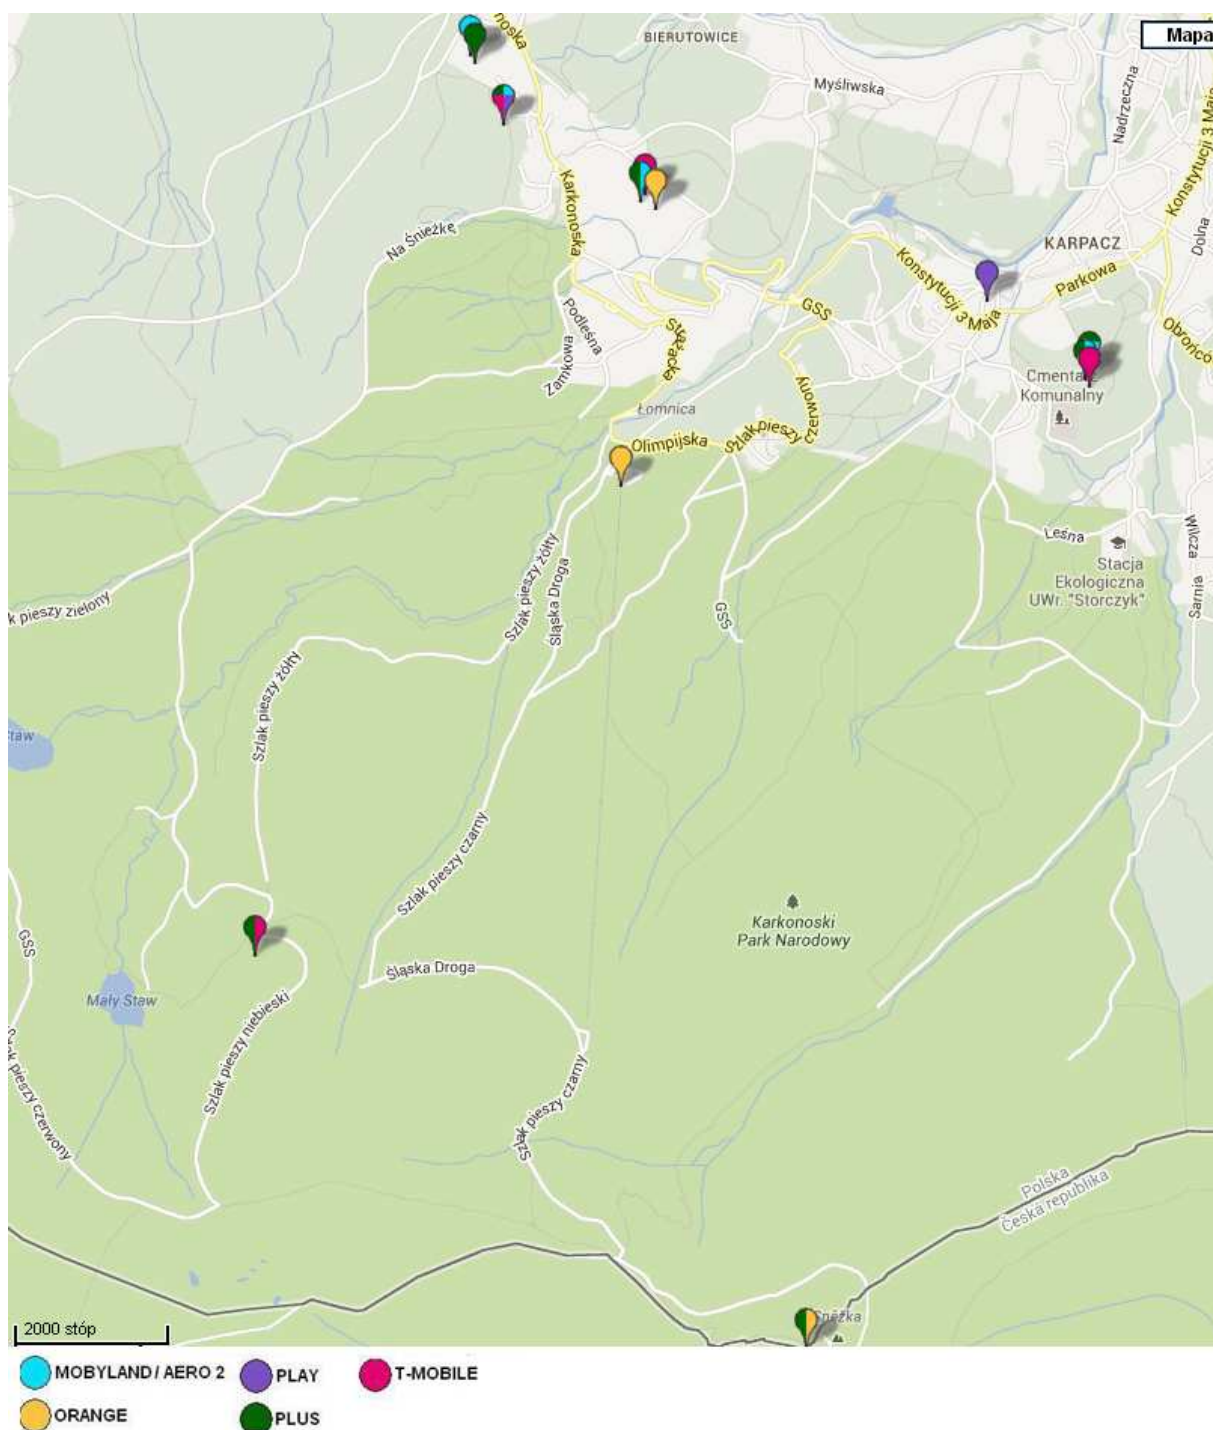 noska
BIERUTOWICE
Mapa
Myśliwska
Nadrzeczna
Konstytucji 3 Maja
Karkonoska
Na Śnieżkę
KARPACZ
Dolna
Konstytucji 3 Maja
Parkowa
GSS
Podleśna
Strażacka
Obrońcó
Zamkowa
Cmentarz
Komunalny
czerwony
Łomnica
Olimpijska
Szlak pieszy
Leśna
Wilcza
Stacja
Ekologiczna
UWr. "Storczyk"
Sarnia
Szlak pieszy żółty
Śląska Droga
k pieszy zielony
GSS
Szlak pieszy żółty
Staw
Szlak pieszy czarny
Karkonoski
Park Narodowy
GSS
Śląska Droga
Mały Staw
Szlak pieszy niebieski
k pieszy czerwony
Szlak pieszy czarny
Polska
Česká republika
Sněžka
2000 stóp
MOBYLAND / AERO 2
PLAY
T-MOBILE
ORANGE
PLUS